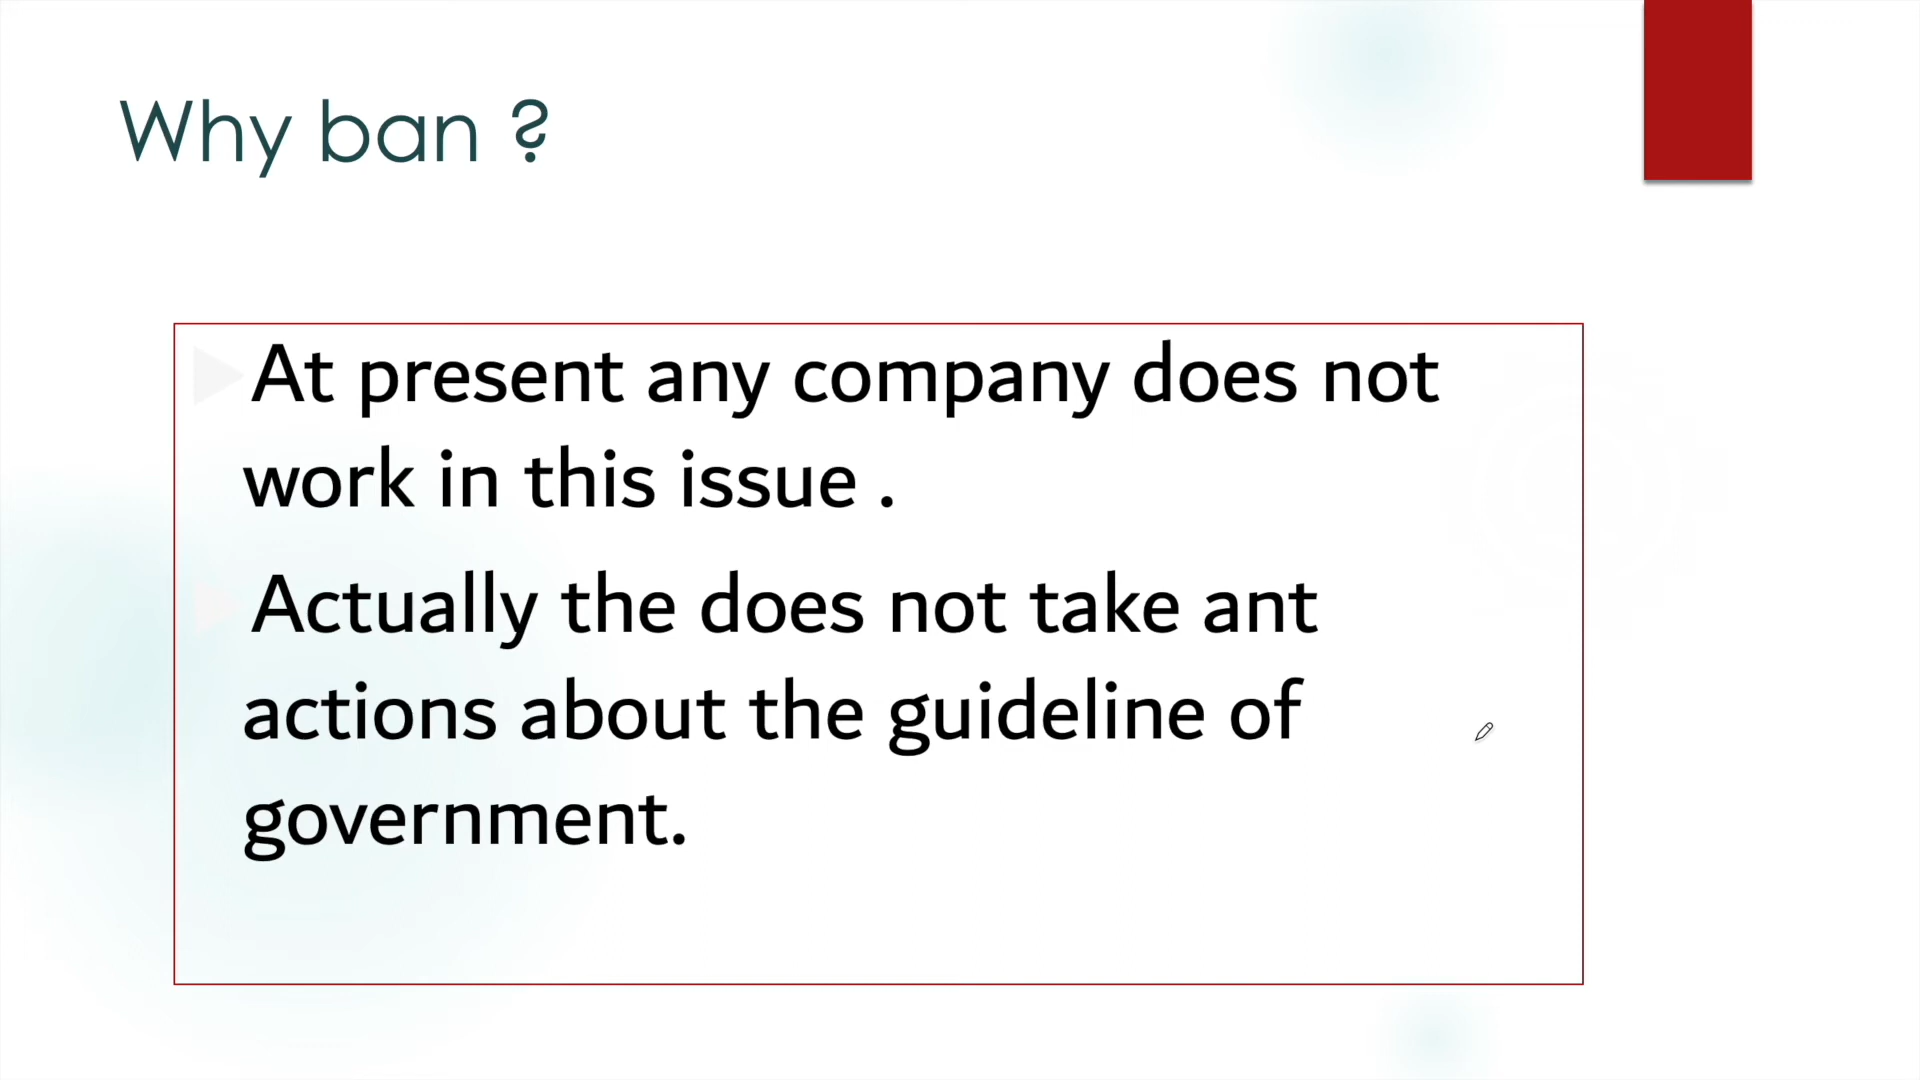 Why ban ?
At present any company does not
work in this issue .
Actually the does not take ant
actions about the guideline of
government.